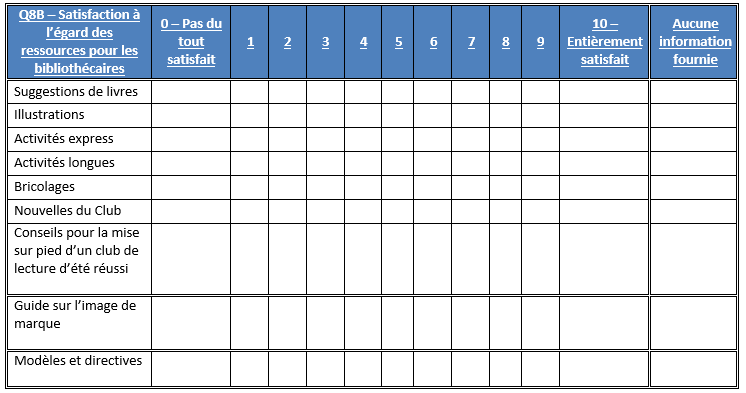 Q8B – Satisfaction à
l'égard des
ressources pour les
bibliothécaires
0 – Pas du
tout
satisfait
1
2
3
4
5
6
7
8
9
10 –
Entièrement
satisfait
Aucune
information
fournie
Suggestions de livres
Illustrations
Activités express
Activités longues
Bricolages
Nouvelles du Club
Conseils pour la mise
sur pied d'un club de
lecture d'été réussi
Guide sur l'image de
marque
Modèles et directives